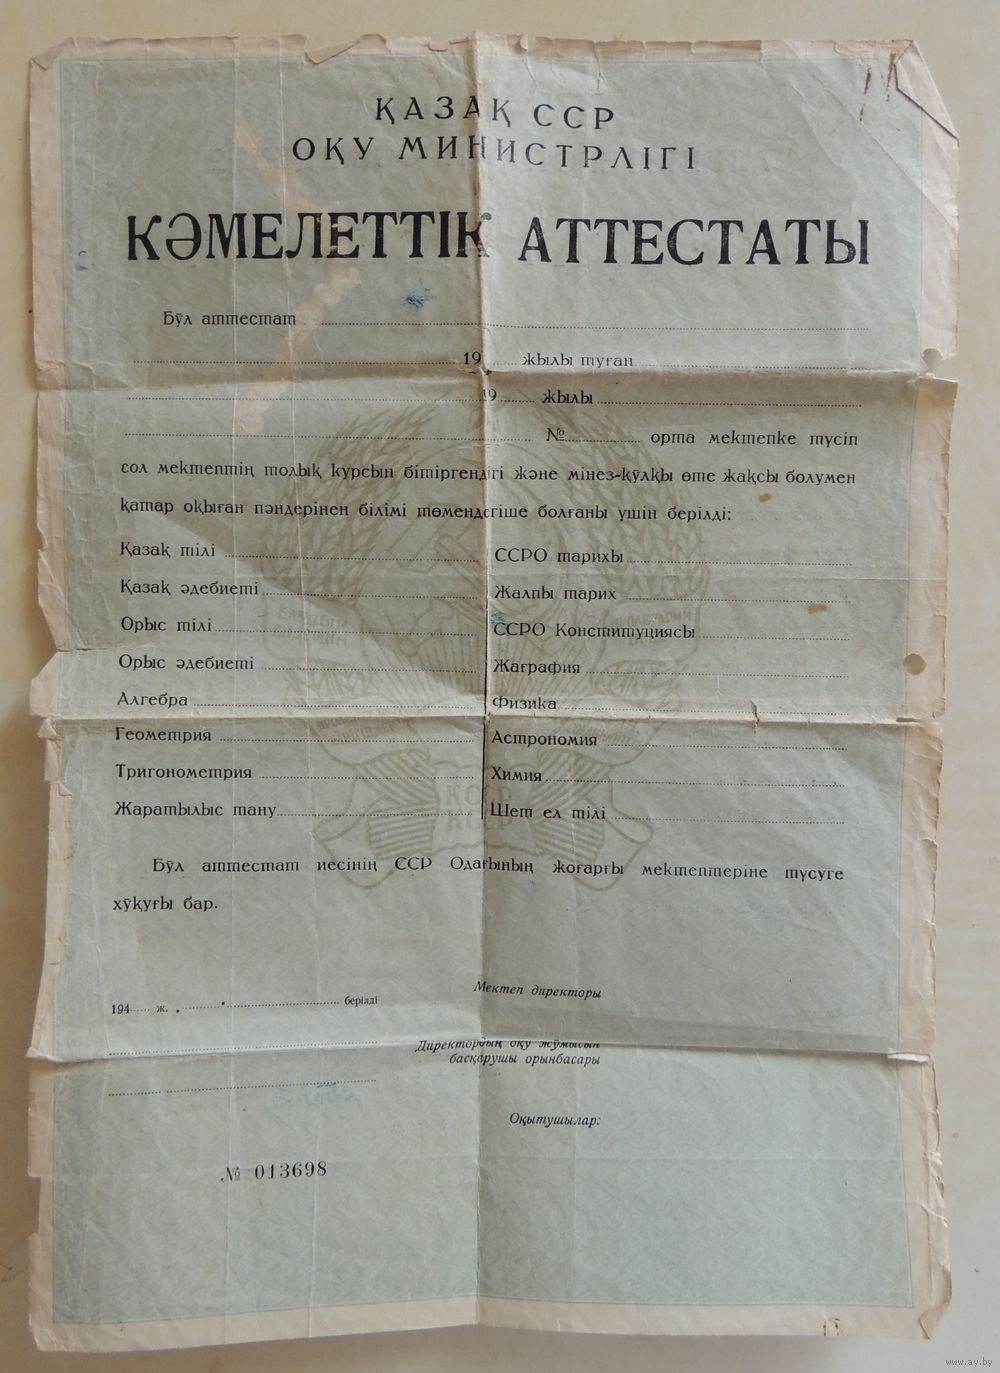 ҚАЗАҚ ССР
ОҚУ МИНИСТРЛІГІ
КӘМЕЛЕТТІК АТТЕСТАТЫ
Бұл аттестат
19 жылы туған
19 жылы
№ орта мектепке түсіп
сол мектептің толық курсын бітіргендігі және мінез-құлқы өте жақсы болумен
қатар оқыған пәндерінен білімі төмендегіше болғаны үшін берілді:
Қазақ тілі
Қазақ әдебиеті
Орыс тілі
Орыс әдебиеті
Алгебра
Геометрия
Тригонометрия
Жаратылыс тану
ССРО тарихы
Жалпы тарих
ССРО Конституциясы
Жағрафия
Физика
Астрономия
Химия
Шет ел тілі
Бұл аттестат иесінің ССР Одағының жоғарғы мектептеріне түсуге
хұқуғы бар.
194 ж. берілді
Мектеп директоры
Директордың оқу жұмысын
басқарушы орынбасары
Оқытушылар:
№ 013698
www.ay.by